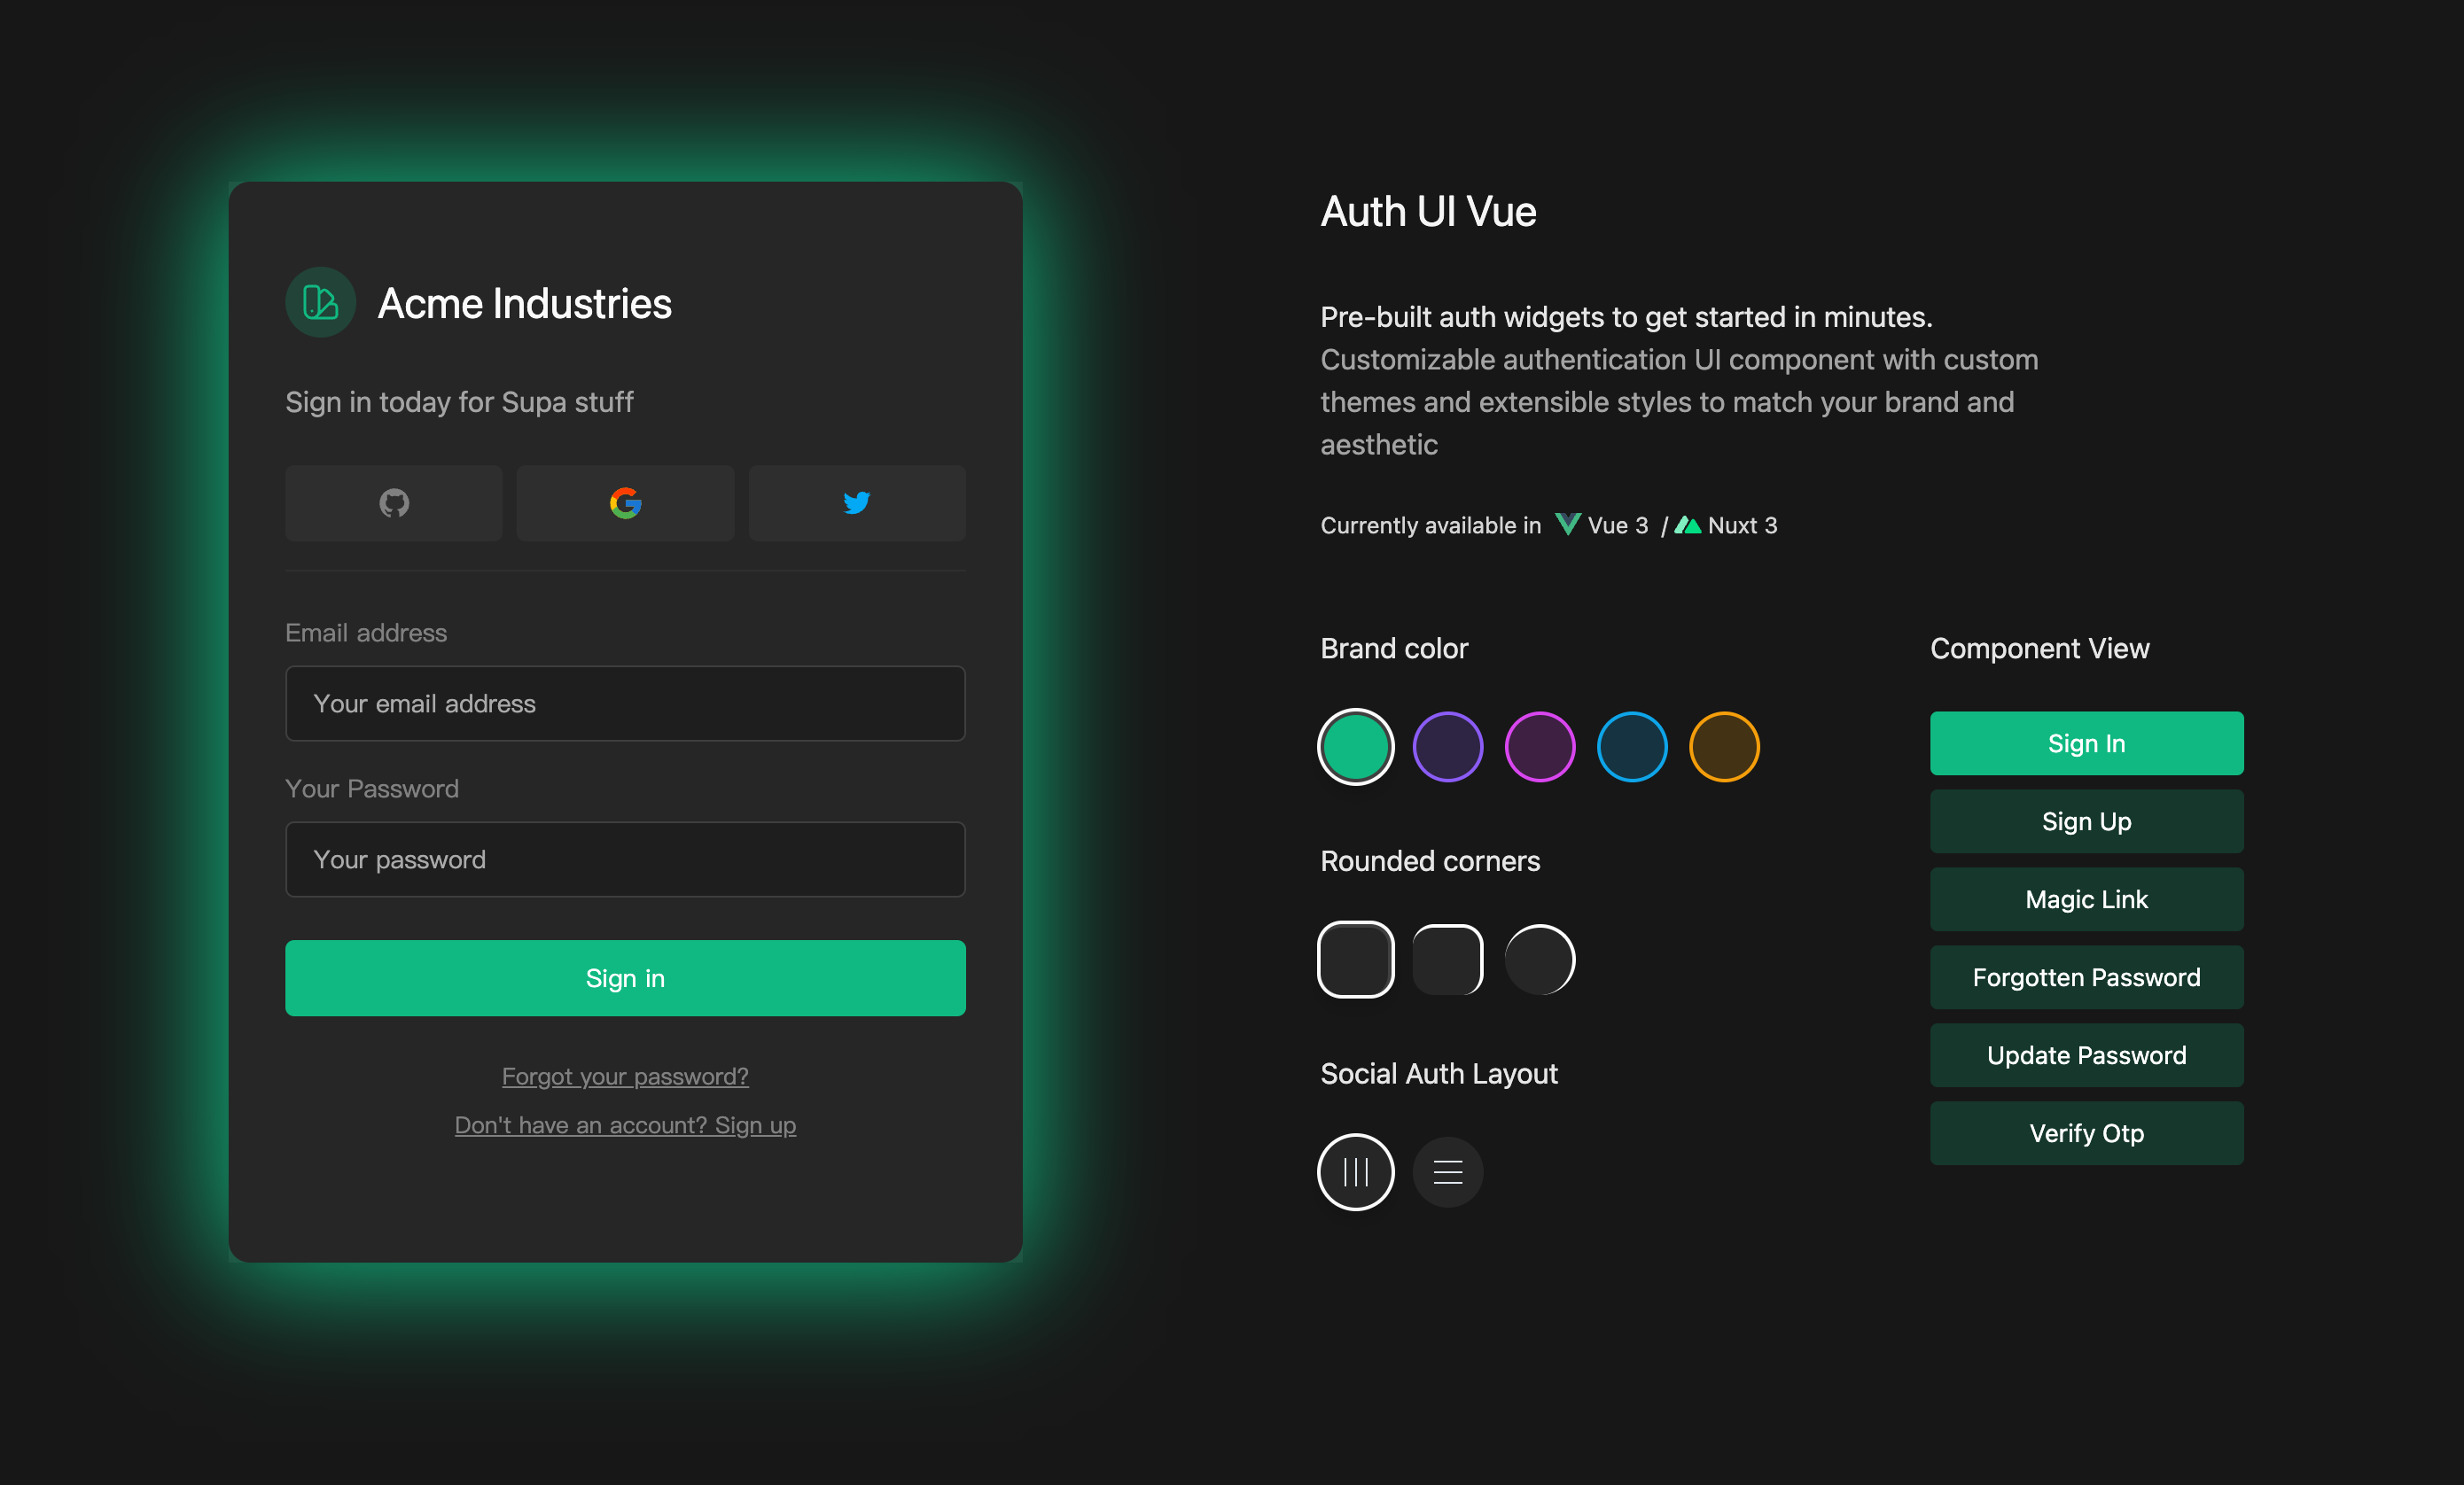 Acme Industries
Sign in today for Supa stuff
Email address
Your email address
Your Password
Your password
Sign in
Forgot your password?
Don't have an account? Sign up
Auth UI Vue
Pre-built auth widgets to get started in minutes.
Customizable authentication UI component with custom
themes and extensible styles to match your brand and
aesthetic
Currently available in Vue 3 / Nuxt 3
Brand color
Rounded corners
Social Auth Layout
Component View
Sign In
Sign Up
Magic Link
Forgotten Password
Update Password
Verify Otp